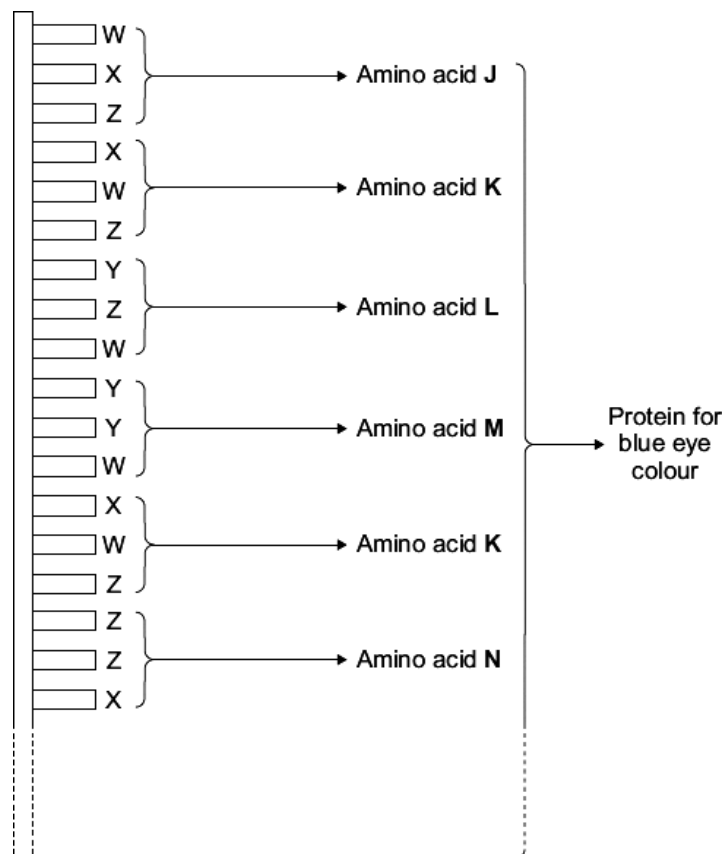 W
X Amino acid J
Z
X
W Amino acid K
Z
Y
Z Amino acid L
W
Y
Y Amino acid M
W
X
W Amino acid K
Z
Z
Z Amino acid N
X
Protein for
blue eye
colour